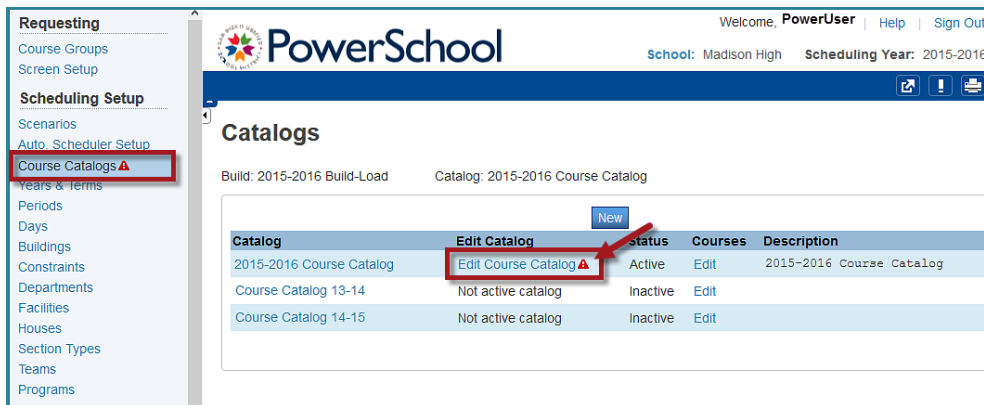 Requesting
Course Groups
Screen Setup
Scheduling Setup
Scenarios
Auto. Scheduler Setup
Course Catalogs
Years & Terms
Periods
Days
Buildings
Constraints
Departments
Facilities
Houses
Section Types
Teams
Programs
PowerSchool
Welcome, PowerUser | Help | Sign Out
School: Madison High Scheduling Year: 2015-2016
Catalogs
Build: 2015-2016 Build-Load Catalog: 2015-2016 Course Catalog
New
Catalog Edit Catalog Status Courses Description
2015-2016 Course Catalog Edit Course Catalog Active Edit 2015-2016 Course Catalog
Course Catalog 13-14 Not active catalog Inactive Edit
Course Catalog 14-15 Not active catalog Inactive Edit